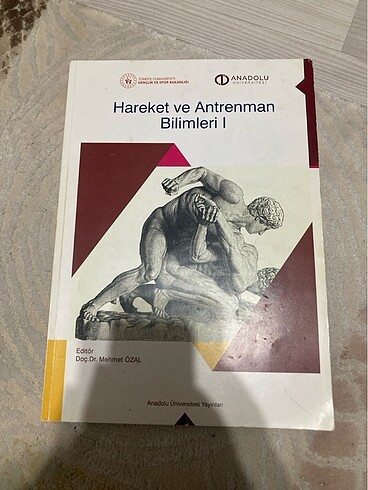 TÜRKİYE CUMHURİYETİ
GENÇLİK VE SPOR BAKANLIĞI
ANADOLU
ÜNİVERSİTESİ
Hareket ve Antrenman
Bilimleri I
Editör
Doç.Dr. Mehmet ÖZAL
Anadolu Üniversitesi Yayınları